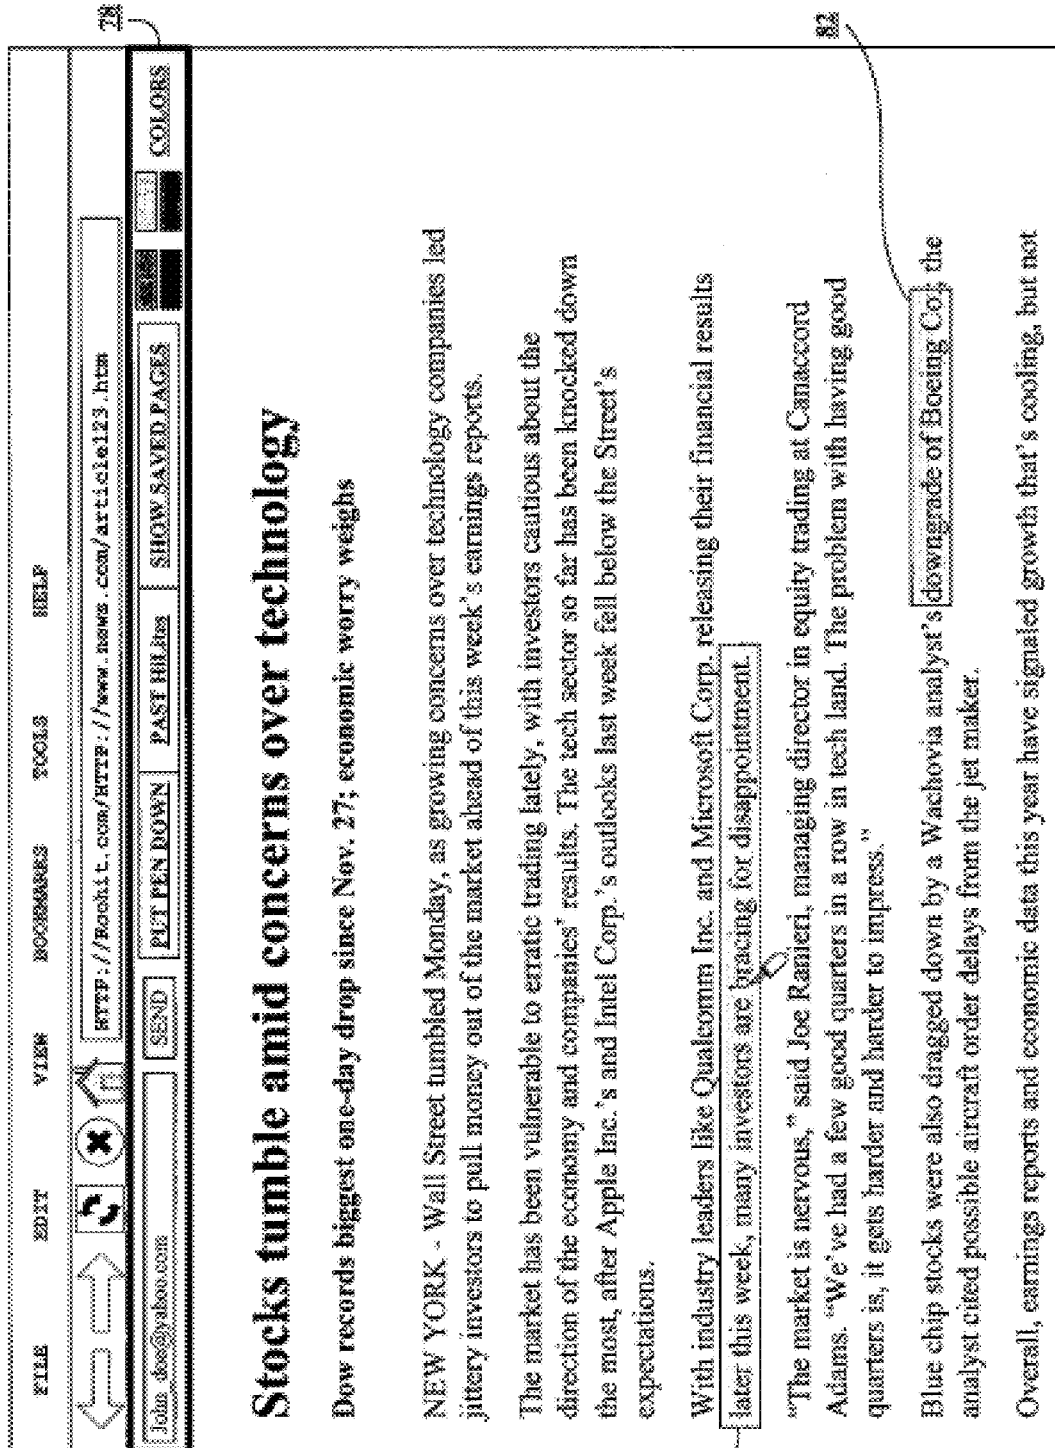 FILE EDIT VIEW BOOKMARKS TOOLS HELP
HTTP://Rochit.com/HTTP://www.news.com/article123.htm
John_doe@yahoo.com SEND PUT PEN DOWN PAST HiLites SHOW SAVED PAGES COLORS
78
Stocks tumble amid concerns over technology
Dow records biggest one-day drop since Nov. 27; economic worry weighs
NEW YORK - Wall Street tumbled Monday, as growing concerns over technology companies led
jittery investors to pull money out of the market ahead of this week's earnings reports.
The market has been vulnerable to erratic trading lately, with investors cautious about the
direction of the economy and companies' results. The tech sector so far has been knocked down
the most, after Apple Inc.'s and Intel Corp.'s outlooks last week fell below the Street's
expectations.
With industry leaders like Qualcomm Inc. and Microsoft Corp. releasing their financial results
later this week, many investors are bracing for disappointment.
"The market is nervous," said Joe Ranieri, managing director in equity trading at Canaccord
Adams. "We've had a few good quarters in a row in tech land. The problem with having good
quarters is, it gets harder and harder to impress."
82
Blue chip stocks were also dragged down by a Wachovia analyst's downgrade of Boeing Co., the
analyst cited possible aircraft order delays from the jet maker.
Overall, earnings reports and economic data this year have signaled growth that's cooling, but not